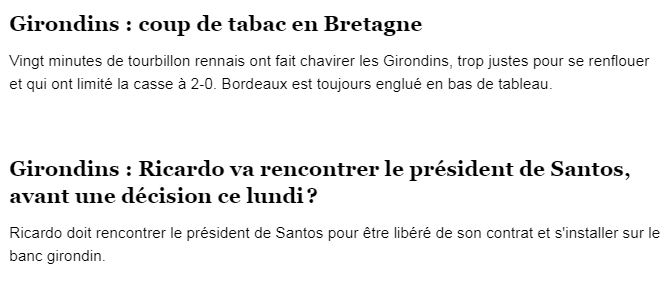 Girondins : coup de tabac en Bretagne
Vingt minutes de tourbillon rennais ont fait chavirer les Girondins, trop justes pour se renflouer
et qui ont limité la casse à 2-0. Bordeaux est toujours englué en bas de tableau.
Girondins : Ricardo va rencontrer le président de Santos,
avant une décision ce lundi ?
Ricardo doit rencontrer le président de Santos pour être libéré de son contrat et s'installer sur le
banc girondin.